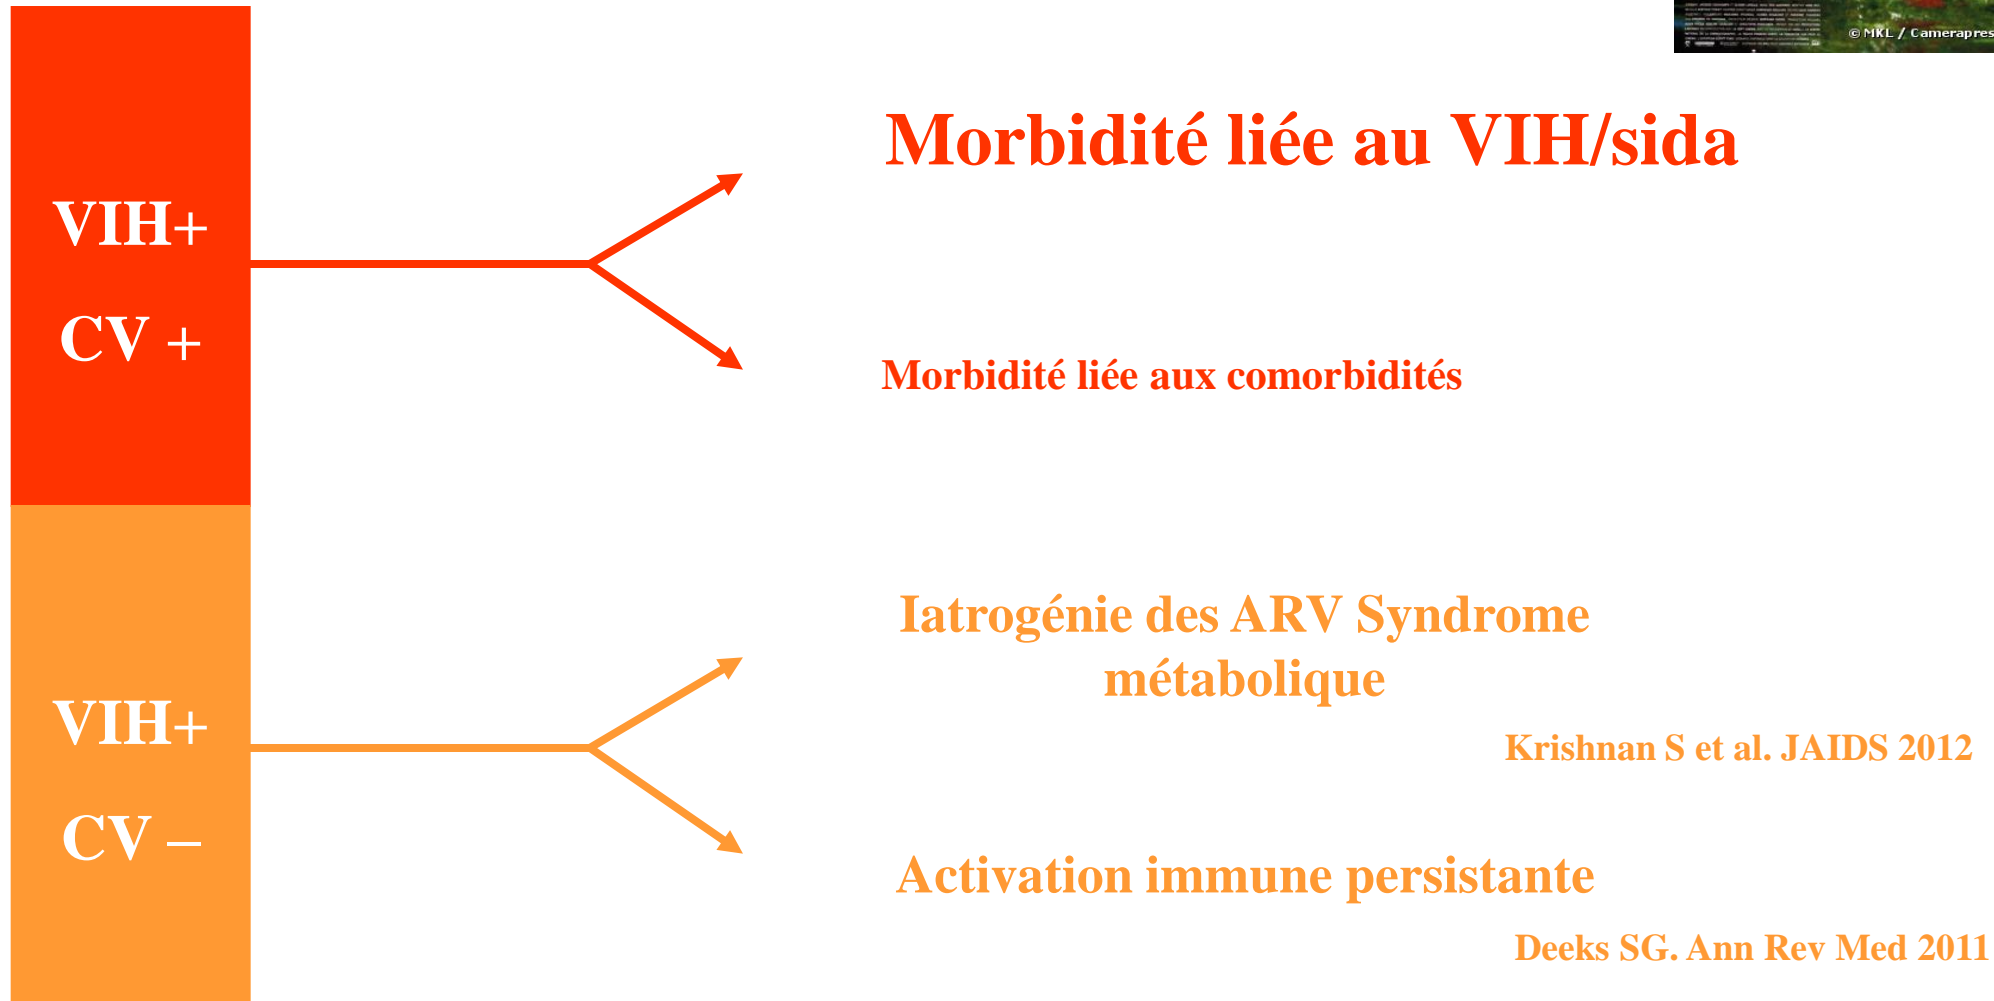 © MKL / Camerapres
Morbidité liée au VIH/sida
VIH+
CV +
Morbidité liée aux comorbidités
Iatrogénie des ARV Syndrome
métabolique
VIH+
Krishnan S et al. JAIDS 2012
CV –
Activation immune persistante
Deeks SG. Ann Rev Med 2011